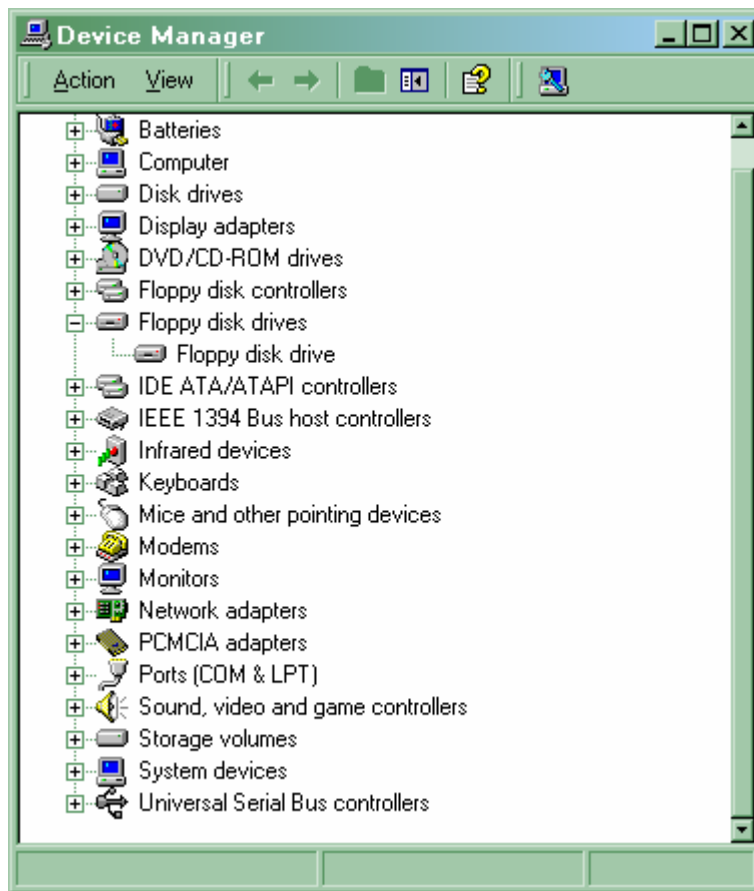 Device Manager
Action View
Batteries
Computer
Disk drives
Display adapters
DVD/CD-ROM drives
Floppy disk controllers
Floppy disk drives
Floppy disk drive
IDE ATA/ATAPI controllers
IEEE 1394 Bus host controllers
Infrared devices
Keyboards
Mice and other pointing devices
Modems
Monitors
Network adapters
PCMCIA adapters
Ports (COM & LPT)
Sound, video and game controllers
Storage volumes
System devices
Universal Serial Bus controllers